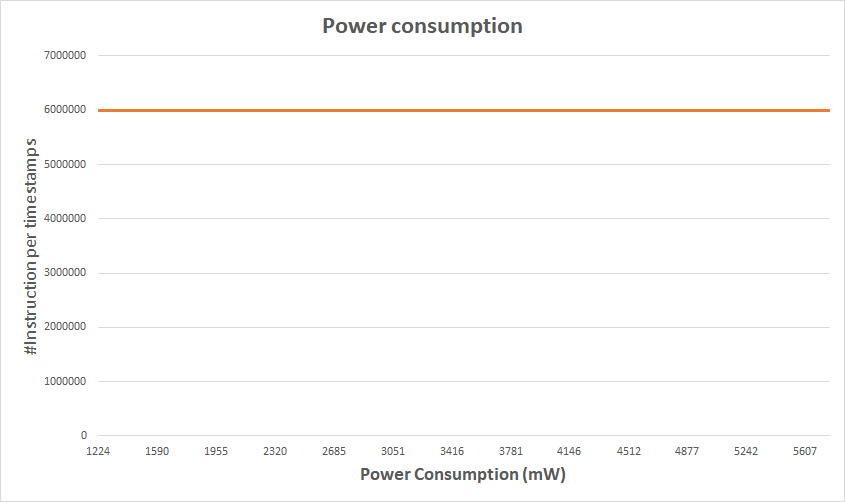 Power consumption
7000000
6000000
5000000
4000000
3000000
2000000
1000000
0
#Instruction per timestamps
1224 1590 1955 2320 2685 3051 3416 3781 4146 4512 4877 5242 5607
Power Consumption (mW)